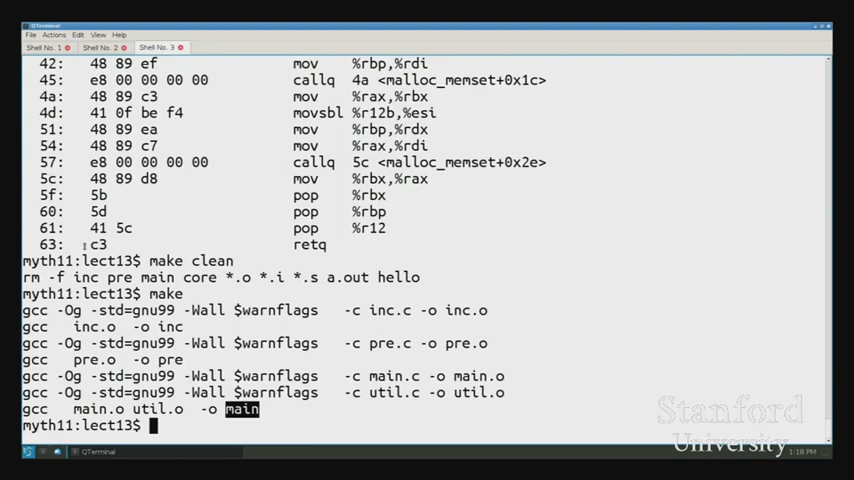 QTerminal
File Actions Edit View Help
Shell No. 1 Shell No. 2 Shell No. 3
42: 48 89 ef mov %rbp,%rdi
45: e8 00 00 00 00 callq 4a <malloc_memset+0x1c>
4a: 48 89 c3 mov %rax,%rbx
4d: 41 0f be f4 movsbl %r12b,%esi
51: 48 89 ea mov %rbp,%rdx
54: 48 89 c7 mov %rax,%rdi
57: e8 00 00 00 00 callq 5c <malloc_memset+0x2e>
5c: 48 89 d8 mov %rbx,%rax
5f: 5b pop %rbx
60: 5d pop %rbp
61: 41 5c pop %r12
63: c3 retq
myth11:lect13$ make clean
rm -f inc pre main core *.o *.i *.s a.out hello
myth11:lect13$ make
gcc -Og -std=gnu99 -Wall $warnflags -c inc.c -o inc.o
gcc inc.o -o inc
gcc -Og -std=gnu99 -Wall $warnflags -c pre.c -o pre.o
gcc pre.o -o pre
gcc -Og -std=gnu99 -Wall $warnflags -c main.c -o main.o
gcc -Og -std=gnu99 -Wall $warnflags -c util.c -o util.o
gcc main.o util.o -o main
myth11:lect13$
Stanford
University
QTerminal
1:18 PM